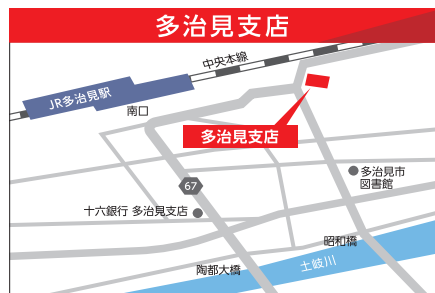 多治見支店
中央本線
JR多治見駅
南口
多治見支店
67
多治見市
図書館
十六銀行 多治見支店
昭和橋
土岐川
陶都大橋